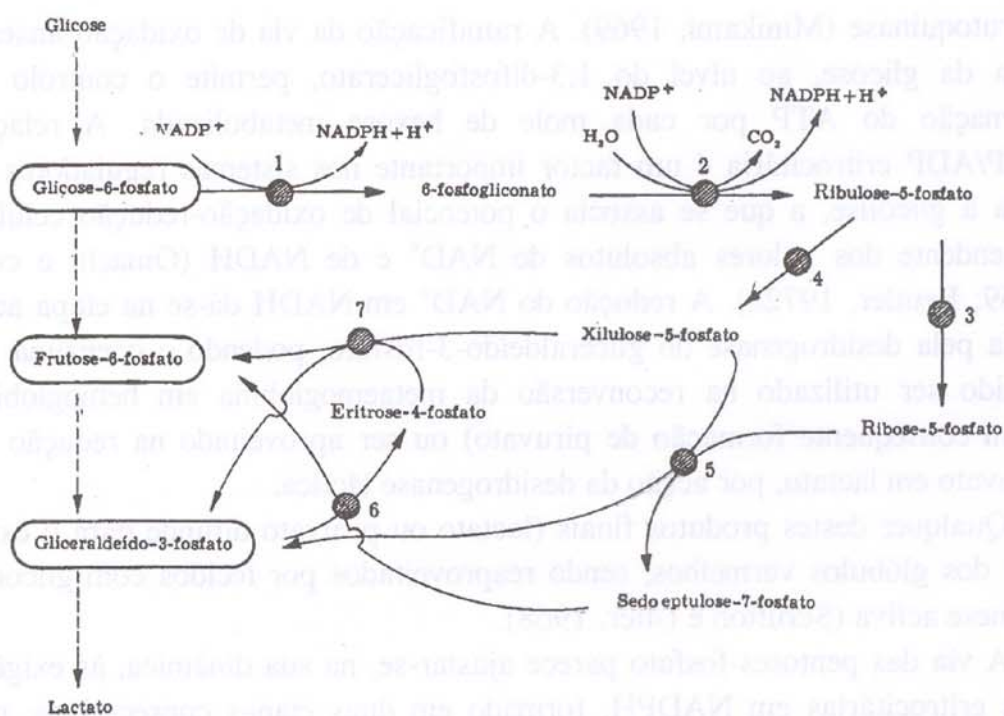 Glicose
NADP+
NADPH+H+
1
NADP+
NADPH+H+
H2O
CO2
2
Glicose-6-fosfato
6-fosfogliconato
Ribulose-5-fosfato
4
3
7
Xilulose-5-fosfato
Frutose-6-fosfato
Eritrose-4-fosfato
Ribose-5-fosfato
5
6
Gliceraldeído-3-fosfato
Sedo eptulose-7-fosfato
Lactato